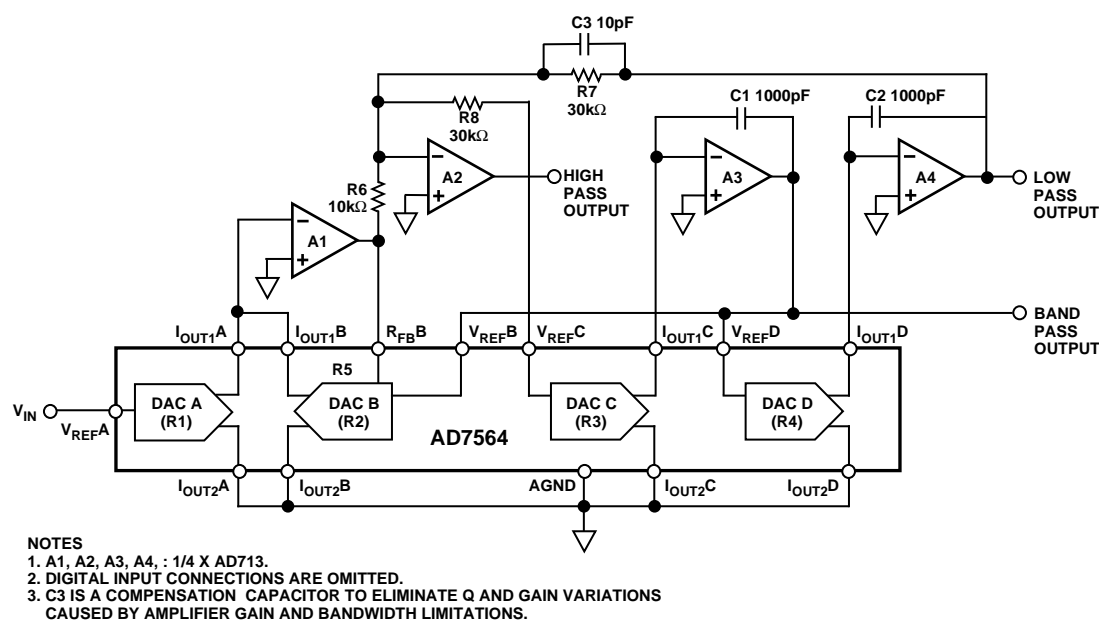 C3 10pF
R7
30kΩ
C1 1000pF
C2 1000pF
R8
30kΩ
A2
HIGH
PASS
OUTPUT
A3
A4
LOW
PASS
OUTPUT
R6
10kΩ
A1
BAND
PASS
OUTPUT
IOUT1A
IOUT1B
RFBB
VREFB
VREFC
IOUT1C
VREFD
IOUT1D
R5
VIN
VREFA
DAC A
(R1)
DAC B
(R2)
AD7564
DAC C
(R3)
DAC D
(R4)
IOUT2A
IOUT2B
AGND
IOUT2C
IOUT2D
NOTES
1. A1, A2, A3, A4, : 1/4 X AD713.
2. DIGITAL INPUT CONNECTIONS ARE OMITTED.
3. C3 IS A COMPENSATION CAPACITOR TO ELIMINATE Q AND GAIN VARIATIONS
CAUSED BY AMPLIFIER GAIN AND BANDWIDTH LIMITATIONS.